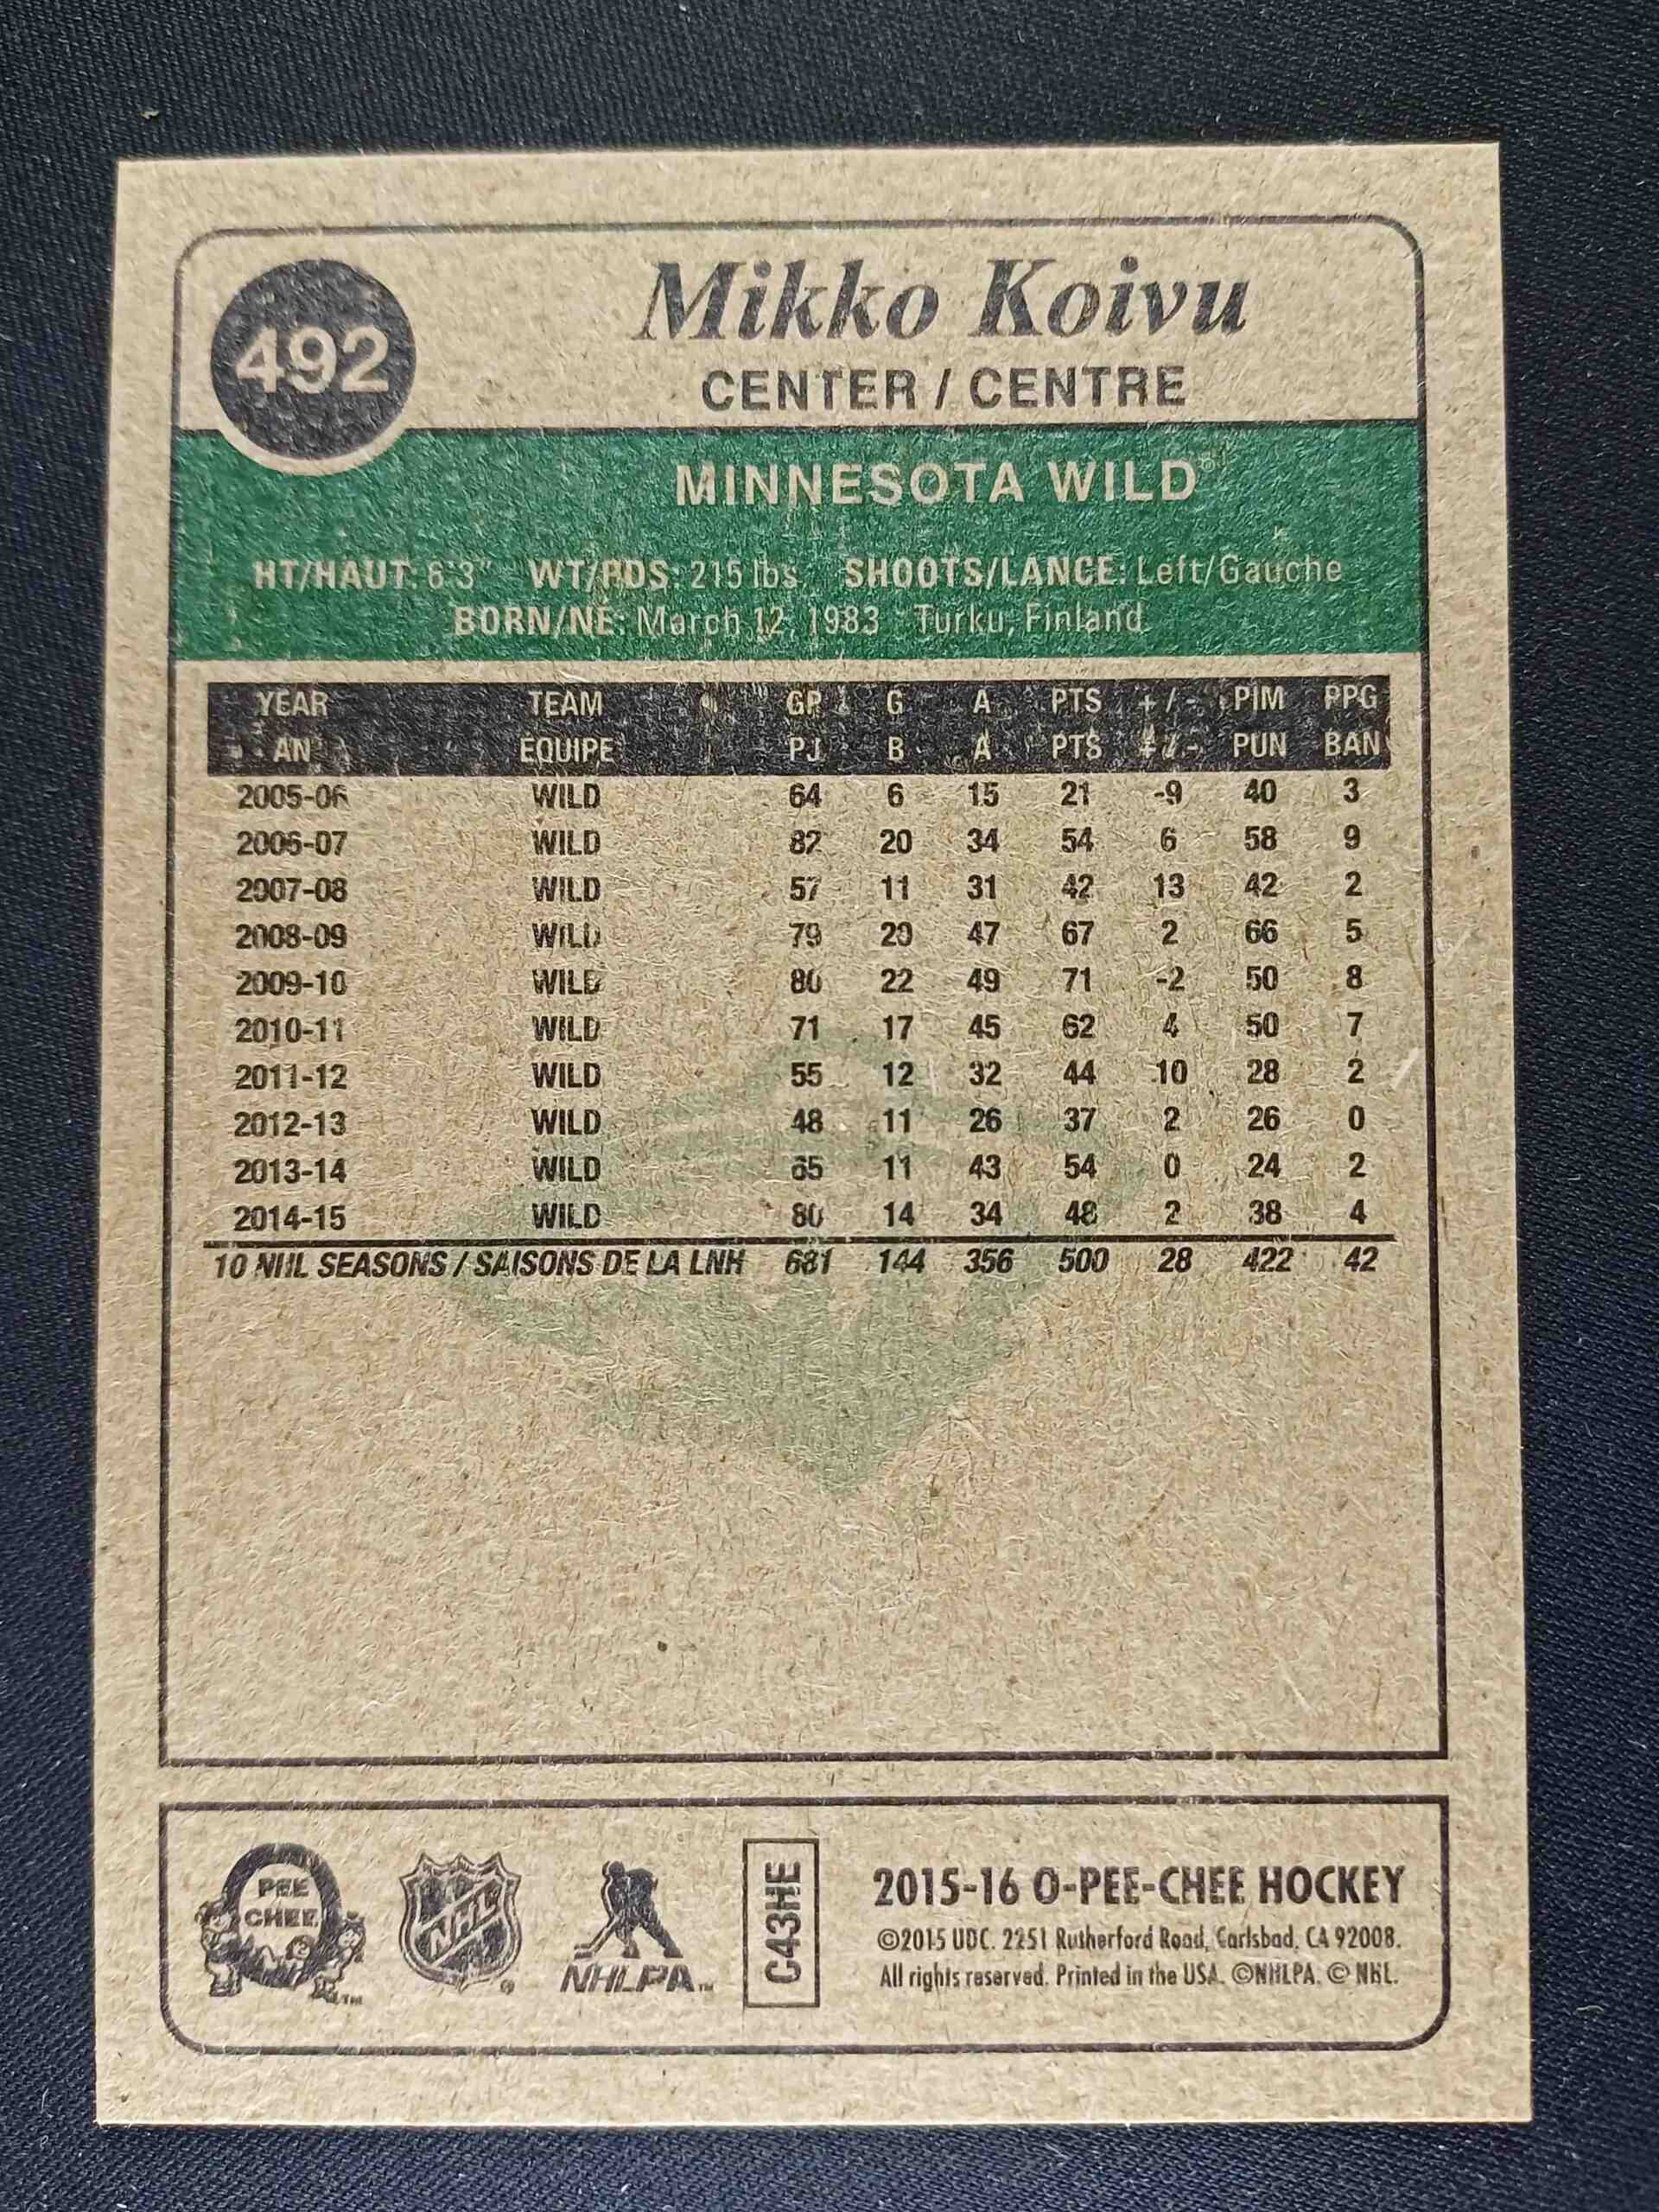 492
Mikko Koivu
CENTER / CENTRE
MINNESOTA WILD®
HT/HAUT: 6'3" WT/PDS: 215 lbs. SHOOTS/LANCE: Left/Gauche
BORN/NÉ: March 12, 1983 Turku, Finland
YEAR TEAM GP G A PTS +/- PIM PPG
AN ÉQUIPE PJ B A PTS +/- PUN BAN
2005-06 WILD 64 6 15 21 -9 40 3
2006-07 WILD 82 20 34 54 6 58 9
2007-08 WILD 57 11 31 42 13 42 2
2008-09 WILD 79 20 47 67 2 66 5
2009-10 WILD 80 22 49 71 -2 50 8
2010-11 WILD 71 17 45 62 4 50 7
2011-12 WILD 55 12 32 44 10 28 2
2012-13 WILD 48 11 26 37 2 26 0
2013-14 WILD 65 11 43 54 0 24 2
2014-15 WILD 80 14 34 48 2 38 4
10 NHL SEASONS / SAISONS DE LA LNH 681 144 356 500 28 422 42
PEE
CHEE
TM
NHL®
NHLPA™
C43HE
2015-16 O-PEE-CHEE HOCKEY
©2015 UDC. 2251 Rutherford Road, Carlsbad, CA 92008.
All rights reserved. Printed in the USA. ©NHLPA. © NHL.